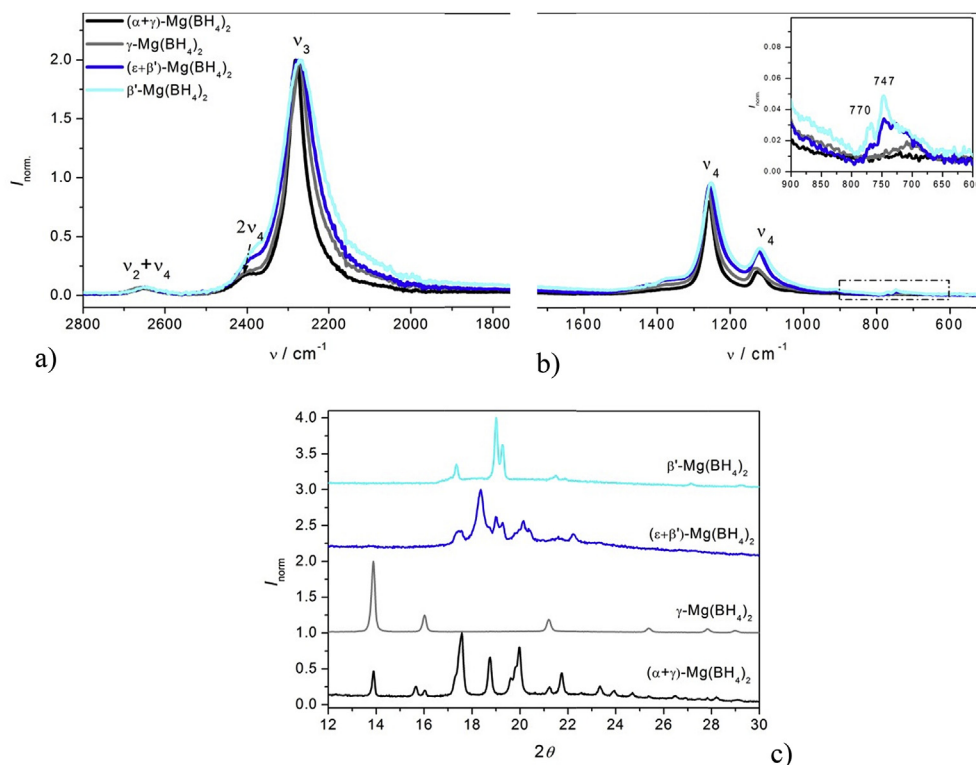 (α+γ)-Mg(BH₄)₂
γ-Mg(BH₄)₂
(ε+β')-Mg(BH₄)₂
β'-Mg(BH₄)₂
ν₃
2ν₄
ν₂+ν₄
I norm.
2.0
1.5
1.0
0.5
0.0
2800 2600 2400 2200 2000 1800
ν / cm⁻¹
a)
ν₄
ν₄
1600 1400 1200 1000 800 600
ν / cm⁻¹
b)
I norm.
0.10
0.08
0.06
0.04
0.02
0.00
770
747
900 850 800 750 700 650 600
I norm
4.0
3.5
3.0
2.5
2.0
1.5
1.0
0.5
0.0
β'-Mg(BH₄)₂
(ε+β')-Mg(BH₄)₂
γ-Mg(BH₄)₂
(α+γ)-Mg(BH₄)₂
12 14 16 18 20 22 24 26 28 30
2θ
c)